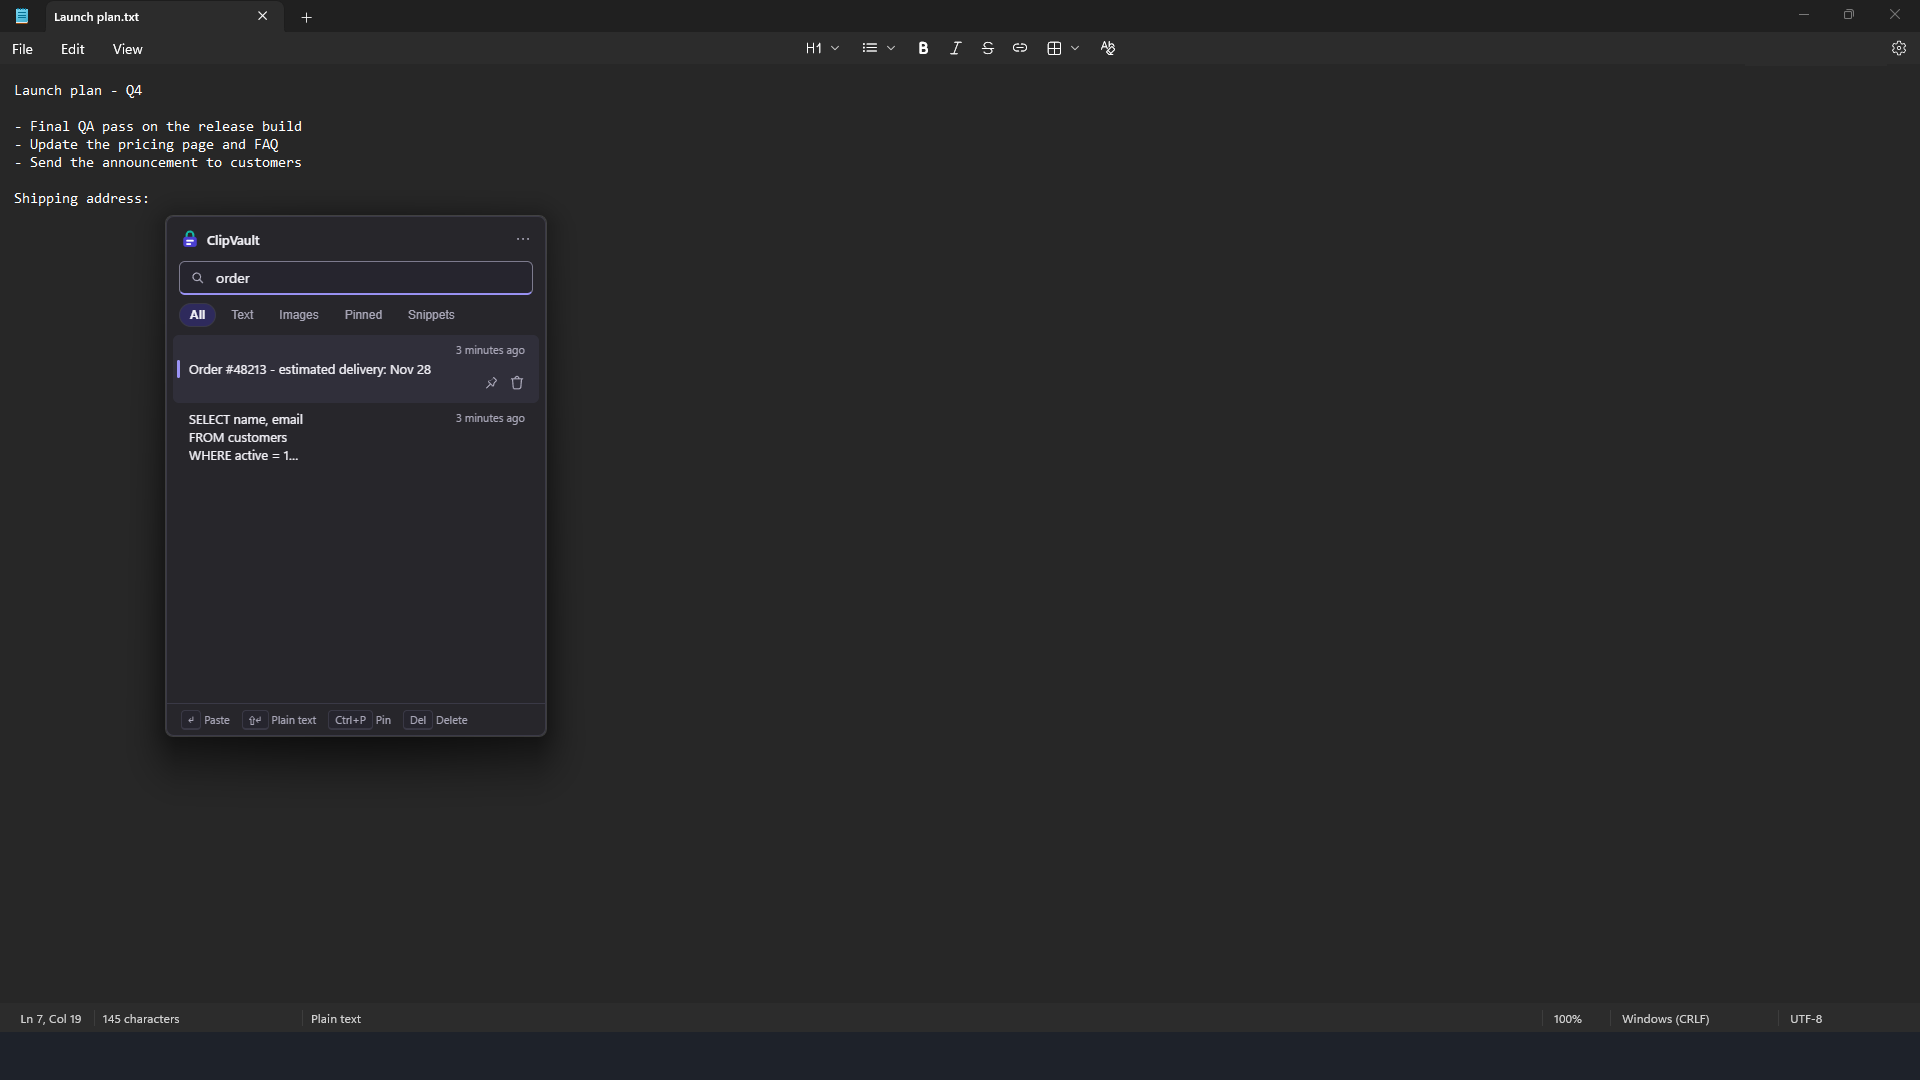 Launch plan.txt
File Edit View
H1
Launch plan - Q4
- Final QA pass on the release build
- Update the pricing page and FAQ
- Send the announcement to customers
Shipping address:
ClipVault
order
All Text Images Pinned Snippets
3 minutes ago
Order #48213 - estimated delivery: Nov 28
SELECT name, email 3 minutes ago
FROM customers
WHERE active = 1...
Paste Plain text Ctrl+P Pin Del Delete
Ln 7, Col 19 145 characters Plain text 100% Windows (CRLF) UTF-8